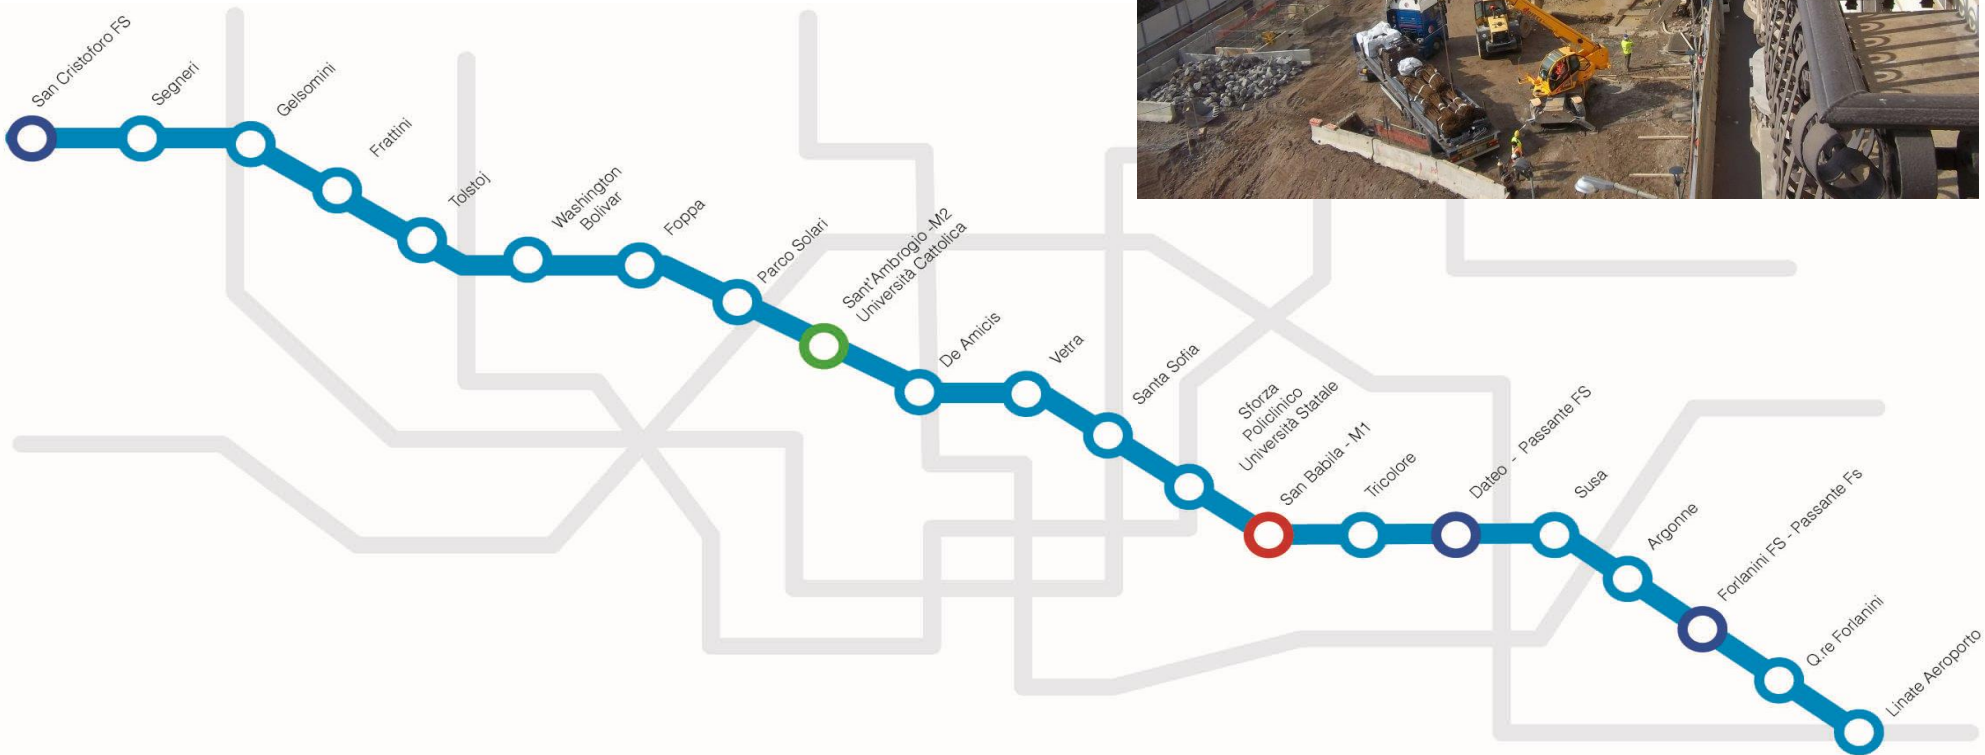 San Cristoforo FS
Segneri
Gelsomini
Frattini
Tolstoj
Washington
Bolivar
Foppa
Parco Solari
Sant'Ambrogio -M2
Università Cattolica
De Amicis
Vetra
Santa Sofia
Sforza
Policlinico
Università Statale
San Babila - M1
Tricolore
Dateo - Passante FS
Susa
Argonne
Forlanini FS - Passante Fs
Q.re Forlanini
Linate Aeroporto